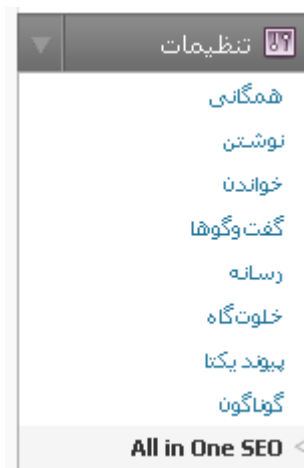 تنظیمات
همگانی
نوشتن
خواندن
گفت‌وگوها
رسانه
خلوت‌گاه
پیوند یکتا
گوناگون
All in One SEO